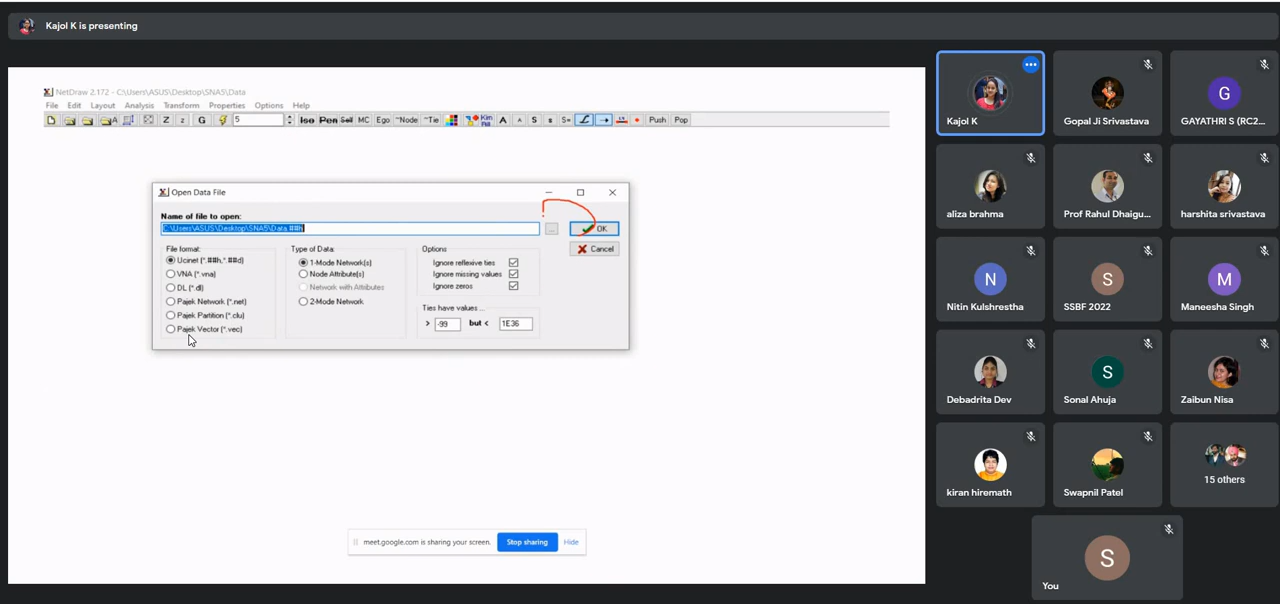 Kajol K is presenting
NetDraw 2.172 - C:\Users\ASUS\Desktop\SNA5\Data
File Edit Layout Analysis Transform Properties Options Help
Z z G 5 Iso Pen Self MC Ego ~Node ~Tie A A S s S= Push Pop
Open Data File
Name of file to open:
C:\Users\ASUS\Desktop\SNA5\Data.##h
...
OK
Cancel
File format:
Ucinet (*.##h,*.##d)
VNA (*.vna)
DL (*.dl)
Pajek Network (*.net)
Pajek Partition (*.clu)
Pajek Vector (*.vec)
Type of Data:
1-Mode Network(s)
Node Attribute(s)
Network with Attributes
2-Mode Network
Options
Ignore reflexive ties
Ignore missing values
Ignore zeros
Ties have values ...
> -99 but < 1E36
meet.google.com is sharing your screen. Stop sharing Hide
Kajol K
Gopal Ji Srivastava
G
GAYATHRI S (RC2...
aliza brahma
Prof Rahul Dhaigu...
harshita srivastava
N
Nitin Kulshrestha
S
SSBF 2022
M
Maneesha Singh
Debadrita Dev
S
Sonal Ahuja
Zaibun Nisa
kiran hiremath
Swapnil Patel
15 others
S
You